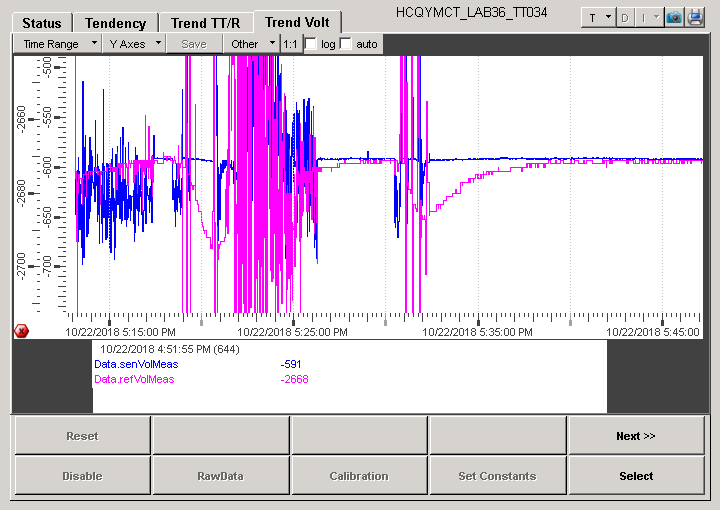 HCQYMCT_LAB36_TT034
Status Tendency Trend TT/R Trend Volt T D I
Time Range Y Axes Save Other 1:1 log auto
-2660 -2680 -2700
-500 -550 -600 -650 -700
10/22/2018 5:15:00 PM 10/22/2018 5:25:00 PM 10/22/2018 5:35:00 PM 10/22/2018 5:45:00
10/22/2018 4:51:55 PM (644)
Data.senVolMeas -591
Data.refVolMeas -2668
Reset Next >>
Disable RawData Calibration Set Constants Select